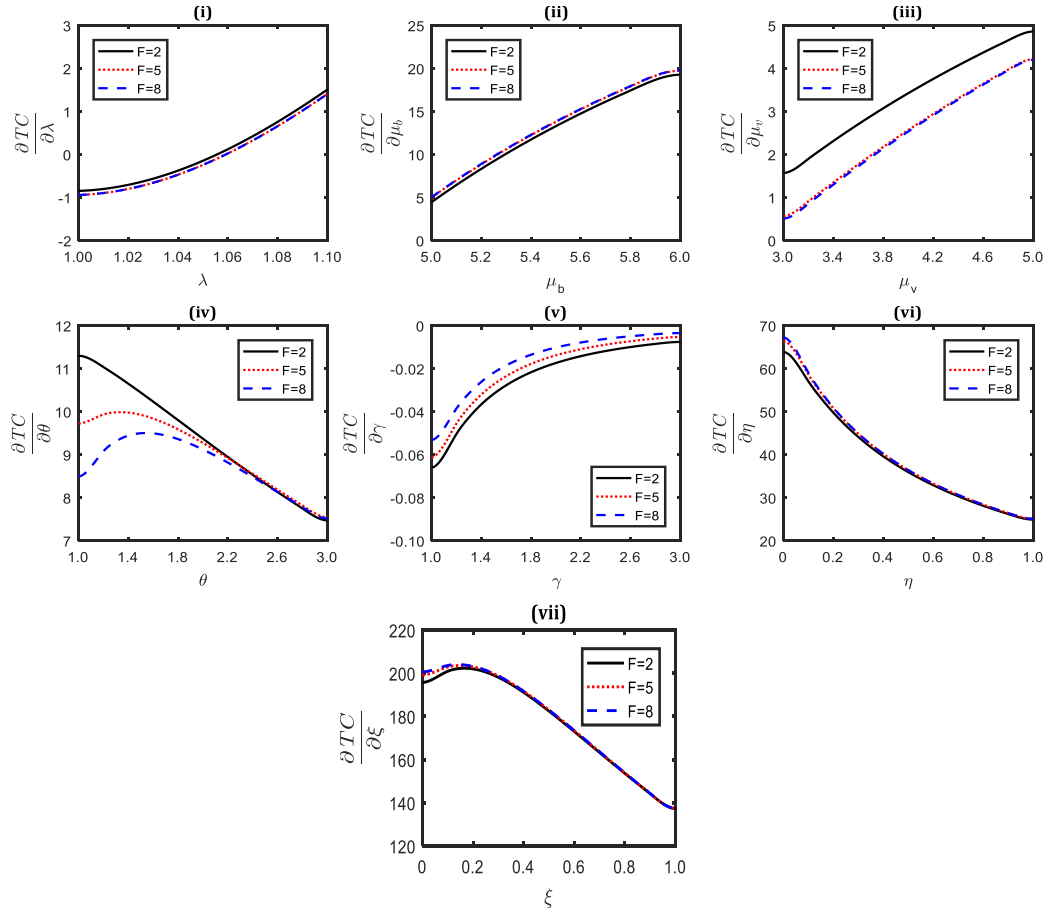 (i)
3
2
1
0
-1
-2
F=2
F=5
F=8
∂ TC
∂λ
1.00 1.02 1.04 1.06 1.08 1.10
λ
(ii)
25
20
15
10
5
0
F=2
F=5
F=8
∂ TC
∂μ_b
5.0 5.2 5.4 5.6 5.8 6.0
μ_b
(iii)
5
4
3
2
1
0
F=2
F=5
F=8
∂ TC
∂μ_v
3.0 3.4 3.8 4.2 4.6 5.0
μ_v
(iv)
12
11
10
9
8
7
F=2
F=5
F=8
∂ TC
∂θ
1.0 1.4 1.8 2.2 2.6 3.0
θ
(v)
0
-0.02
-0.04
-0.06
-0.08
-0.10
F=2
F=5
F=8
∂ TC
∂γ
1.0 1.4 1.8 2.2 2.6 3.0
γ
(vi)
70
60
50
40
30
20
F=2
F=5
F=8
∂ TC
∂η
0 0.2 0.4 0.6 0.8 1.0
η
(vii)
220
200
180
160
140
120
F=2
F=5
F=8
∂ TC
∂ξ
0 0.2 0.4 0.6 0.8 1.0
ξ